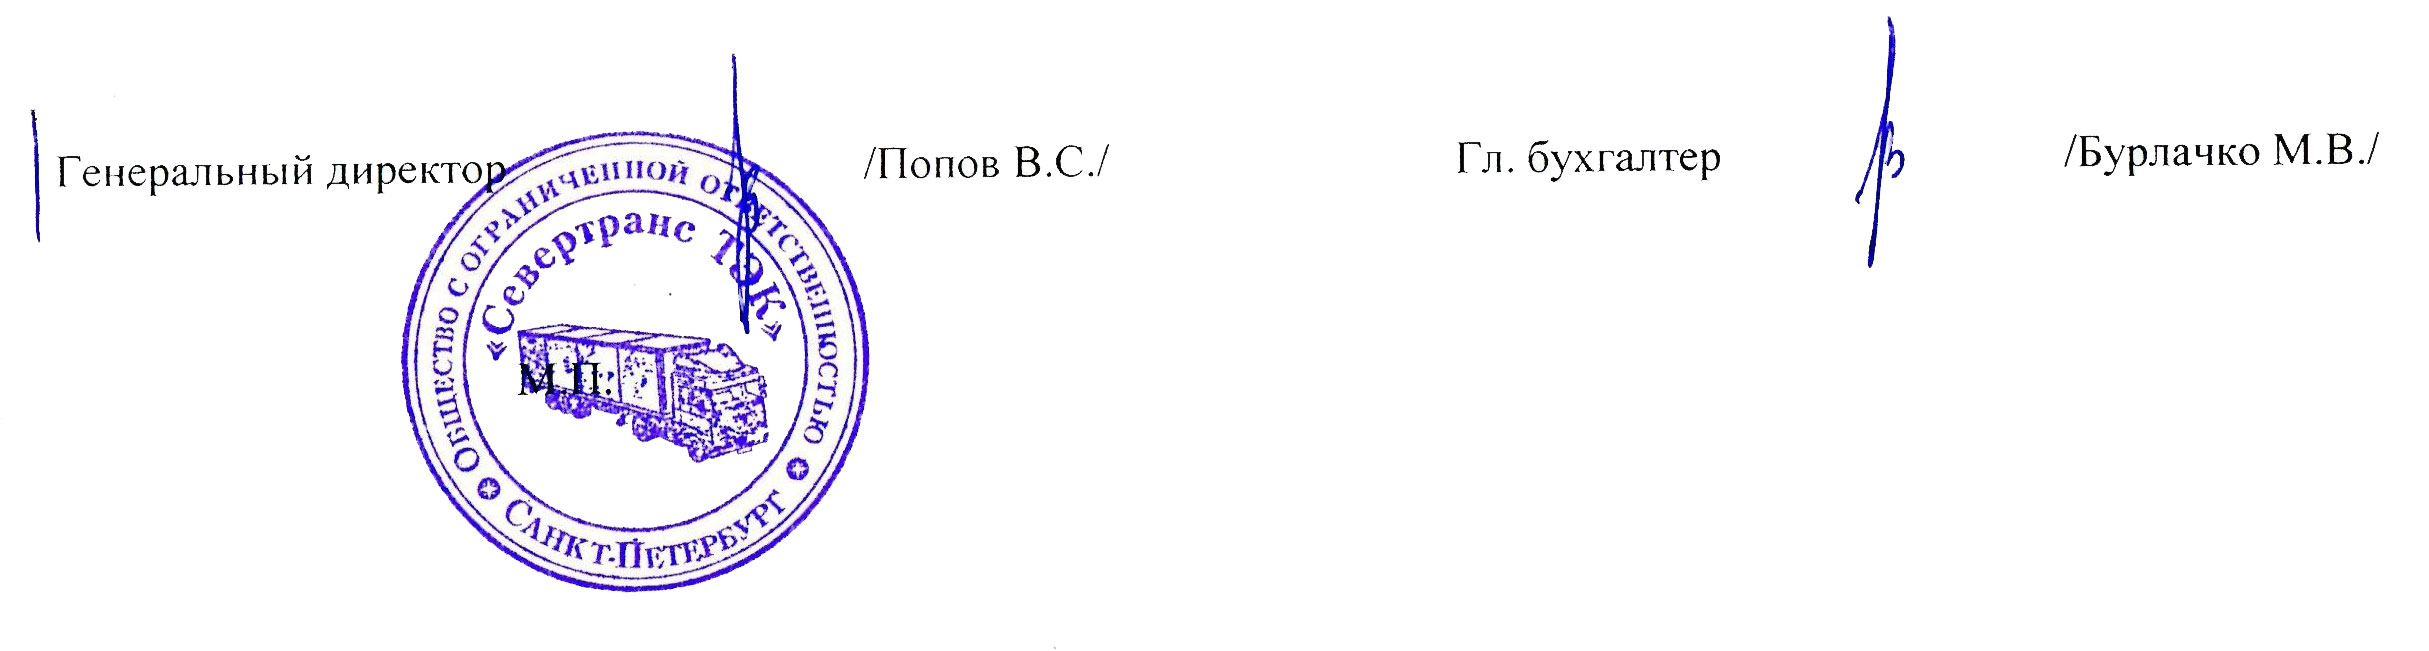 Генеральный директор /Попов В.С./ Гл. бухгалтер /Бурлачко М.В./
ОБЩЕСТВО С ОГРАНИЧЕННОЙ ОТВЕТСТВЕННОСТЬЮ
«Севертранс ТЭК»
М.П.
САНКТ-ПЕТЕРБУРГ